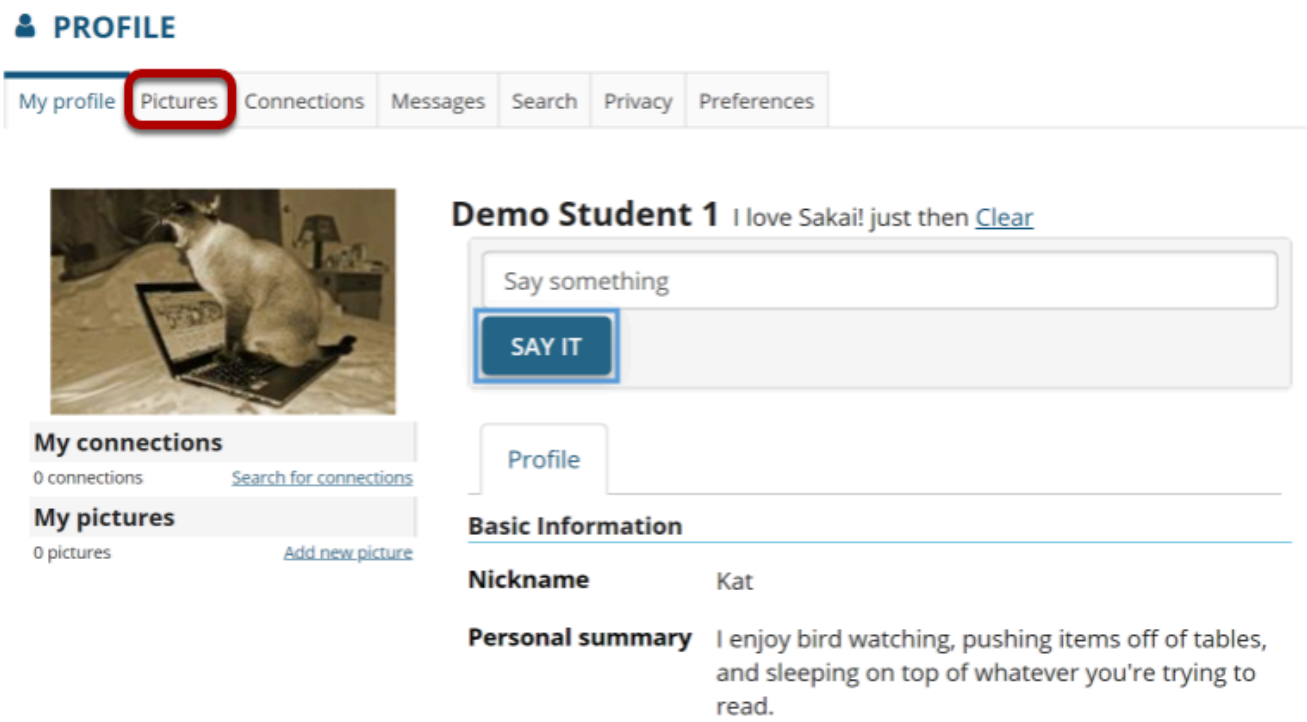 PROFILE
My profile Pictures Connections Messages Search Privacy Preferences
Demo Student 1 I love Sakai! just then Clear
Say something
SAY IT
My connections
0 connections Search for connections
My pictures
0 pictures Add new picture
Profile
Basic Information
Nickname Kat
Personal summary I enjoy bird watching, pushing items off of tables,
and sleeping on top of whatever you're trying to
read.